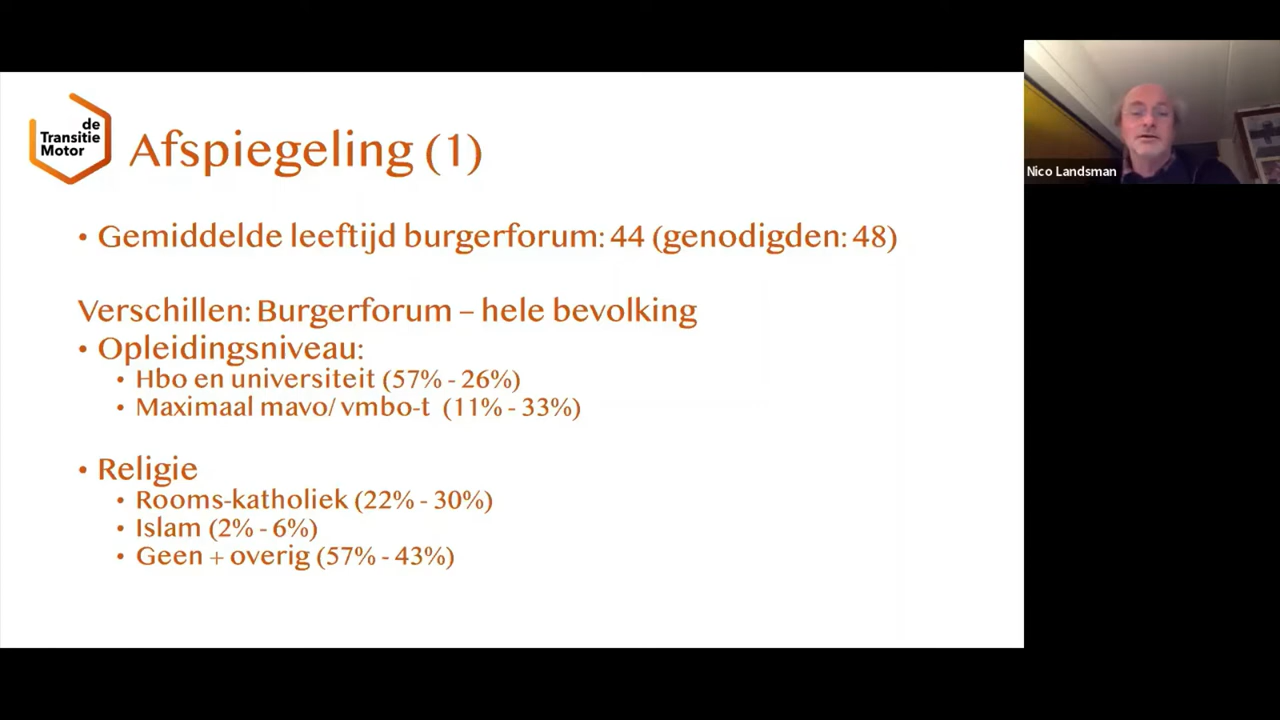 de
Transitie
Motor
Afspiegeling (1)
• Gemiddelde leeftijd burgerforum: 44 (genodigden: 48)
Verschillen: Burgerforum – hele bevolking
• Opleidingsniveau:
• Hbo en universiteit (57% - 26%)
• Maximaal mavo/ vmbo-t (11% - 33%)
• Religie
• Rooms-katholiek (22% - 30%)
• Islam (2% - 6%)
• Geen + overig (57% - 43%)
Nico Landsman